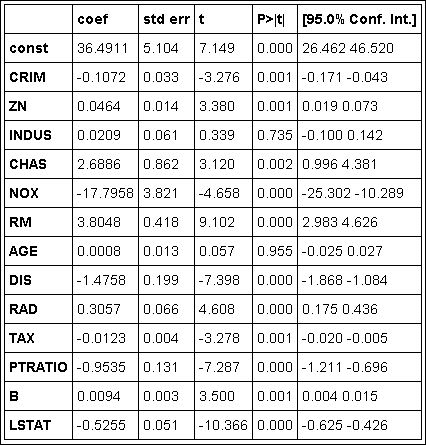 coef std err t P>|t| [95.0% Conf. Int.]
const 36.4911 5.104 7.149 0.000 26.462 46.520
CRIM -0.1072 0.033 -3.276 0.001 -0.171 -0.043
ZN 0.0464 0.014 3.380 0.001 0.019 0.073
INDUS 0.0209 0.061 0.339 0.735 -0.100 0.142
CHAS 2.6886 0.862 3.120 0.002 0.996 4.381
NOX -17.7958 3.821 -4.658 0.000 -25.302 -10.289
RM 3.8048 0.418 9.102 0.000 2.983 4.626
AGE 0.0008 0.013 0.057 0.955 -0.025 0.027
DIS -1.4758 0.199 -7.398 0.000 -1.868 -1.084
RAD 0.3057 0.066 4.608 0.000 0.175 0.436
TAX -0.0123 0.004 -3.278 0.001 -0.020 -0.005
PTRATIO -0.9535 0.131 -7.287 0.000 -1.211 -0.696
B 0.0094 0.003 3.500 0.001 0.004 0.015
LSTAT -0.5255 0.051 -10.366 0.000 -0.625 -0.426